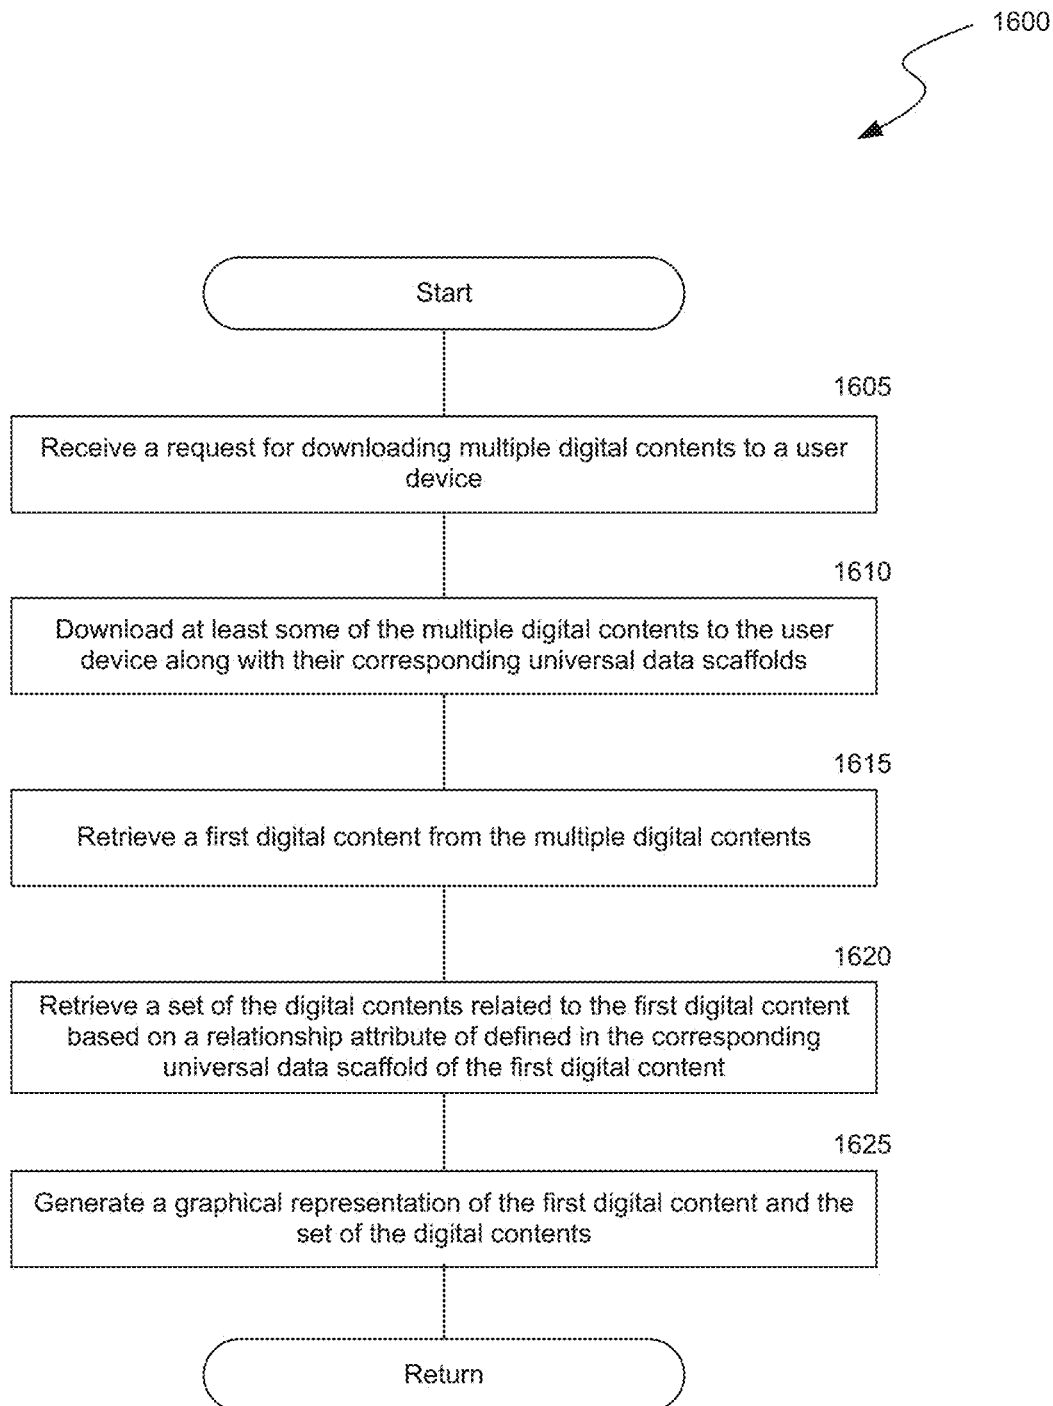 1600
Start
1605
Receive a request for downloading multiple digital contents to a user
device
1610
Download at least some of the multiple digital contents to the user
device along with their corresponding universal data scaffolds
1615
Retrieve a first digital content from the multiple digital contents
1620
Retrieve a set of the digital contents related to the first digital content
based on a relationship attribute of defined in the corresponding
universal data scaffold of the first digital content
1625
Generate a graphical representation of the first digital content and the
set of the digital contents
Return